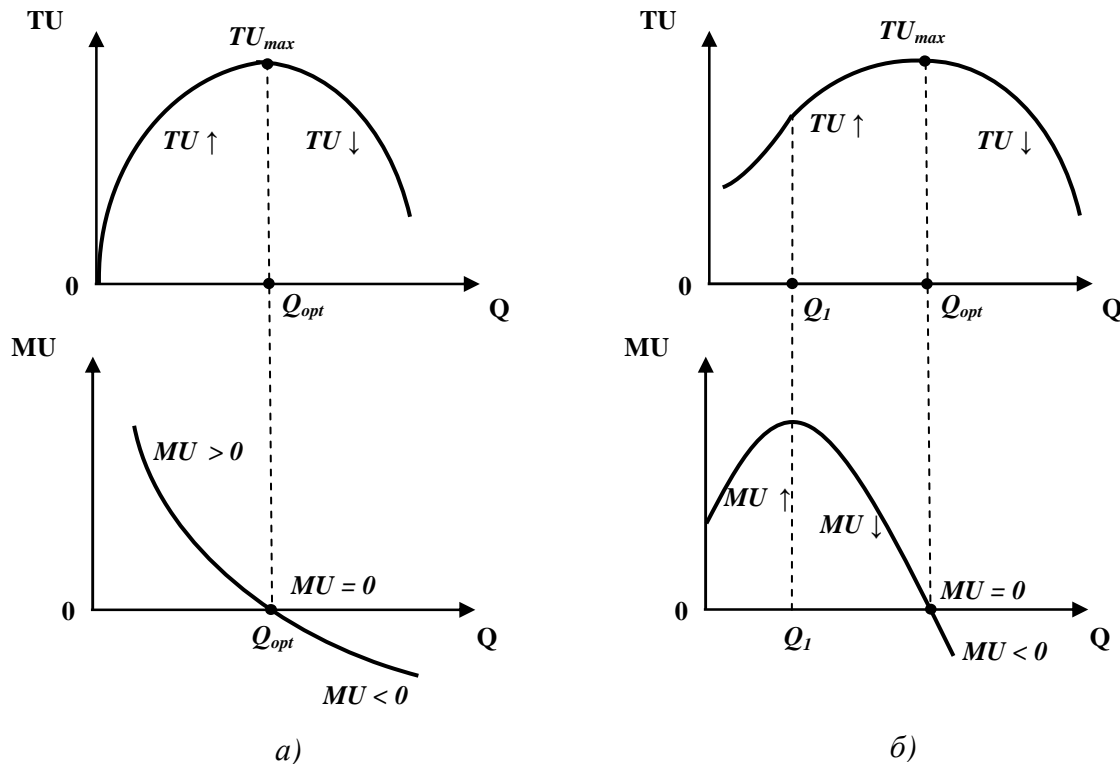 TU
TU
TUmax
TUmax
TU ↑
TU ↓
TU ↑
TU ↓
0
0
Qopt
Q
Q1
Qopt
Q
MU
MU
MU > 0
MU ↑
MU ↓
MU = 0
MU = 0
0
0
Qopt
Q
Q1
Q
MU < 0
MU < 0
а)
б)